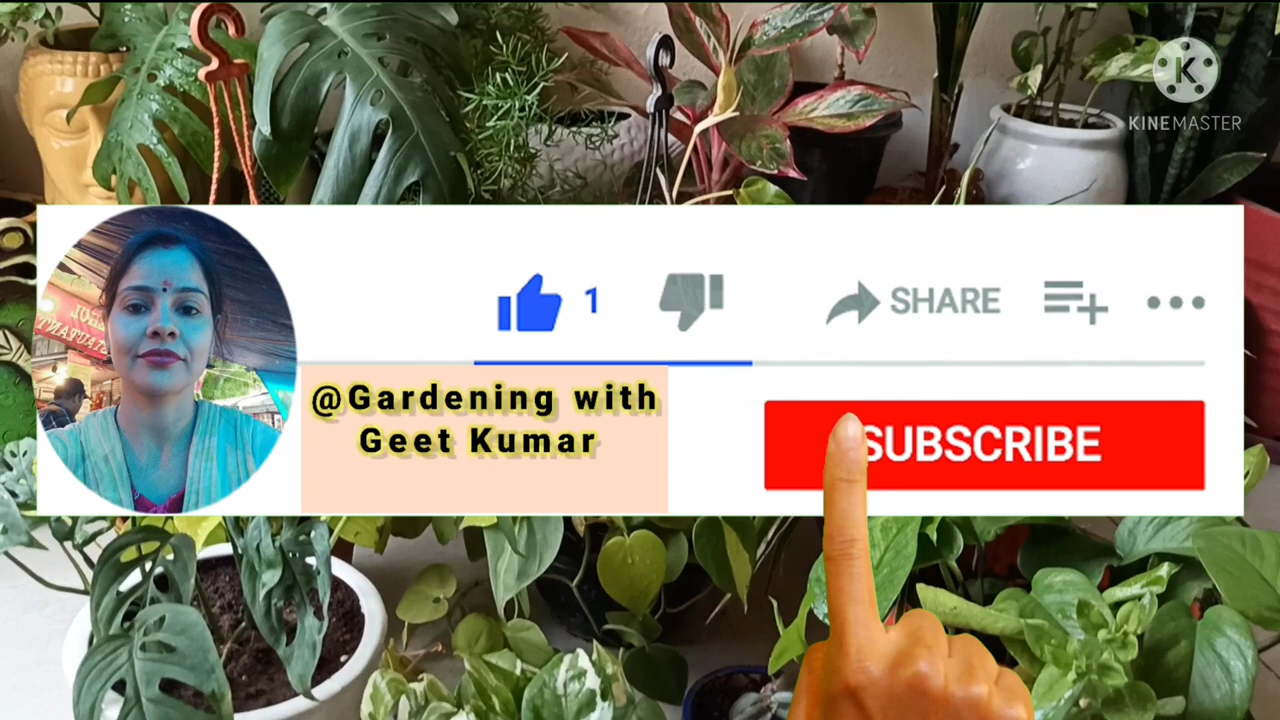 K
KINEMASTER
1
SHARE
@Gardening with
Geet Kumar
SUBSCRIBE